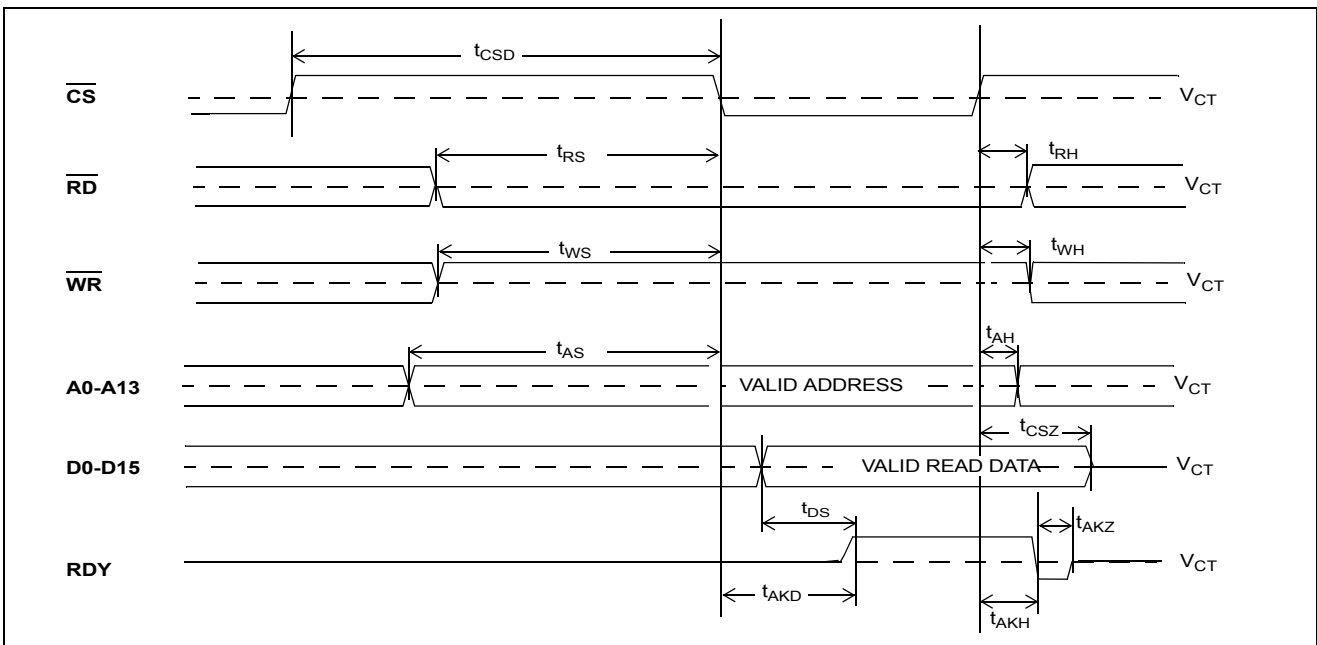 tCSD
CS VCT
tRS tRH
RD VCT
tWS tWH
WR VCT
tAS tAH
A0-A13 VALID ADDRESS VCT
tCSZ
D0-D15 VALID READ DATA VCT
tDS tAKZ
RDY VCT
tAKD tAKH